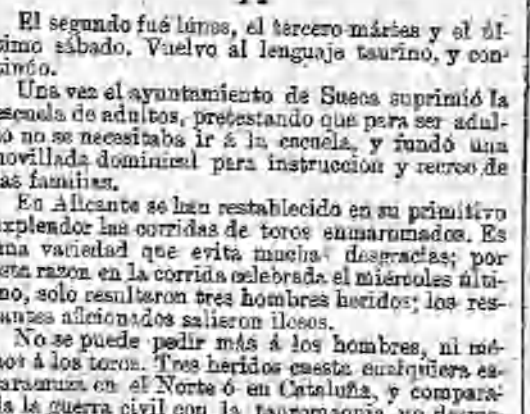 El segundo fué lúnes, el tercero mártes y el úl-
timo sábado. Vuelvo al lenguaje taurino, y con-
tinúo.
Una vez el ayuntamiento de Sueca suprimió la
escuela de adultos, pretestando que para ser adul-
to no se necesitaba ir á la escuela, y fundó una
novillada dominical para instruccion y recreo de
las familias.
En Alicante se han restablecido en su primitivo
explendor las corridas de toros enmaromados. Es
una variedad que evita muchas desgracias; por
esta razon en la corrida celebrada el miércoles últi-
mo, solo resultaron tres hombres heridos; los res-
tantes aficionados salieron ilesos.
No se puede pedir más á los hombres, ni mé-
nos á los toros. Tres heridos cuesta cualquiera es-
caramuza en el Norte ó en Cataluña, y compara-
da la guerra civil con la tauromaquia